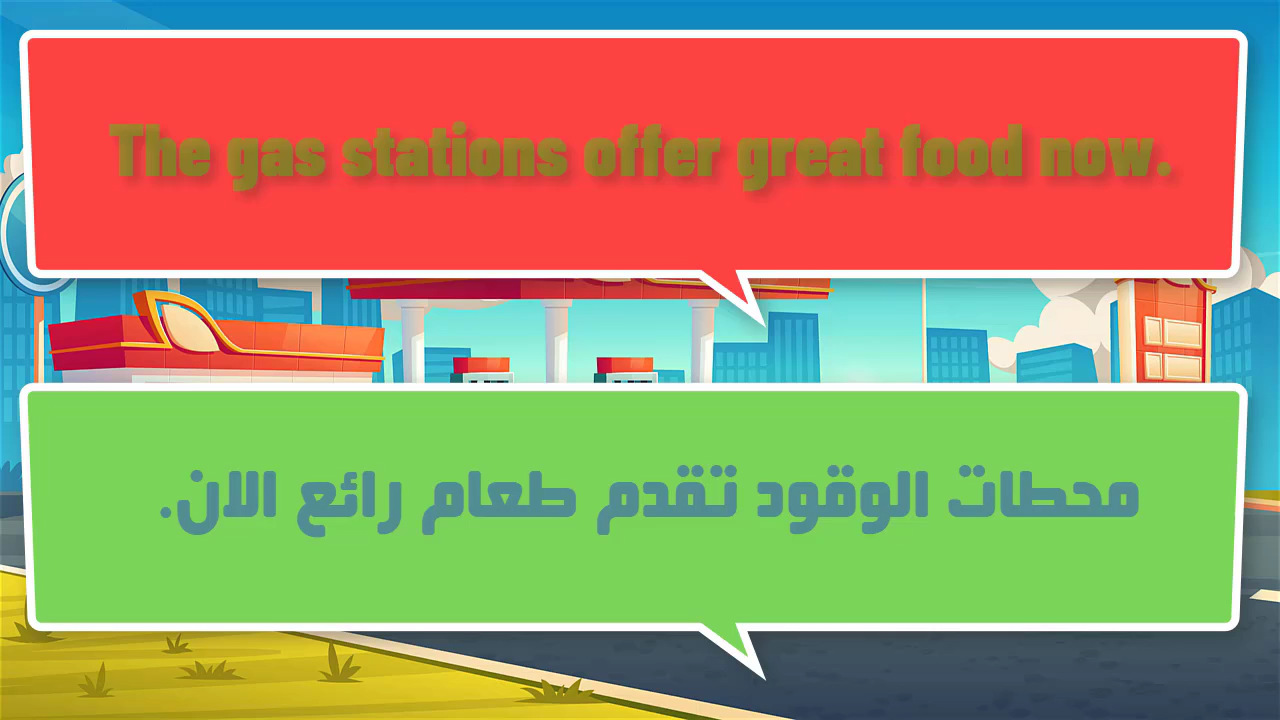 The gas stations offer great food now.
محطات الوقود تقدم طعام رائع الان.